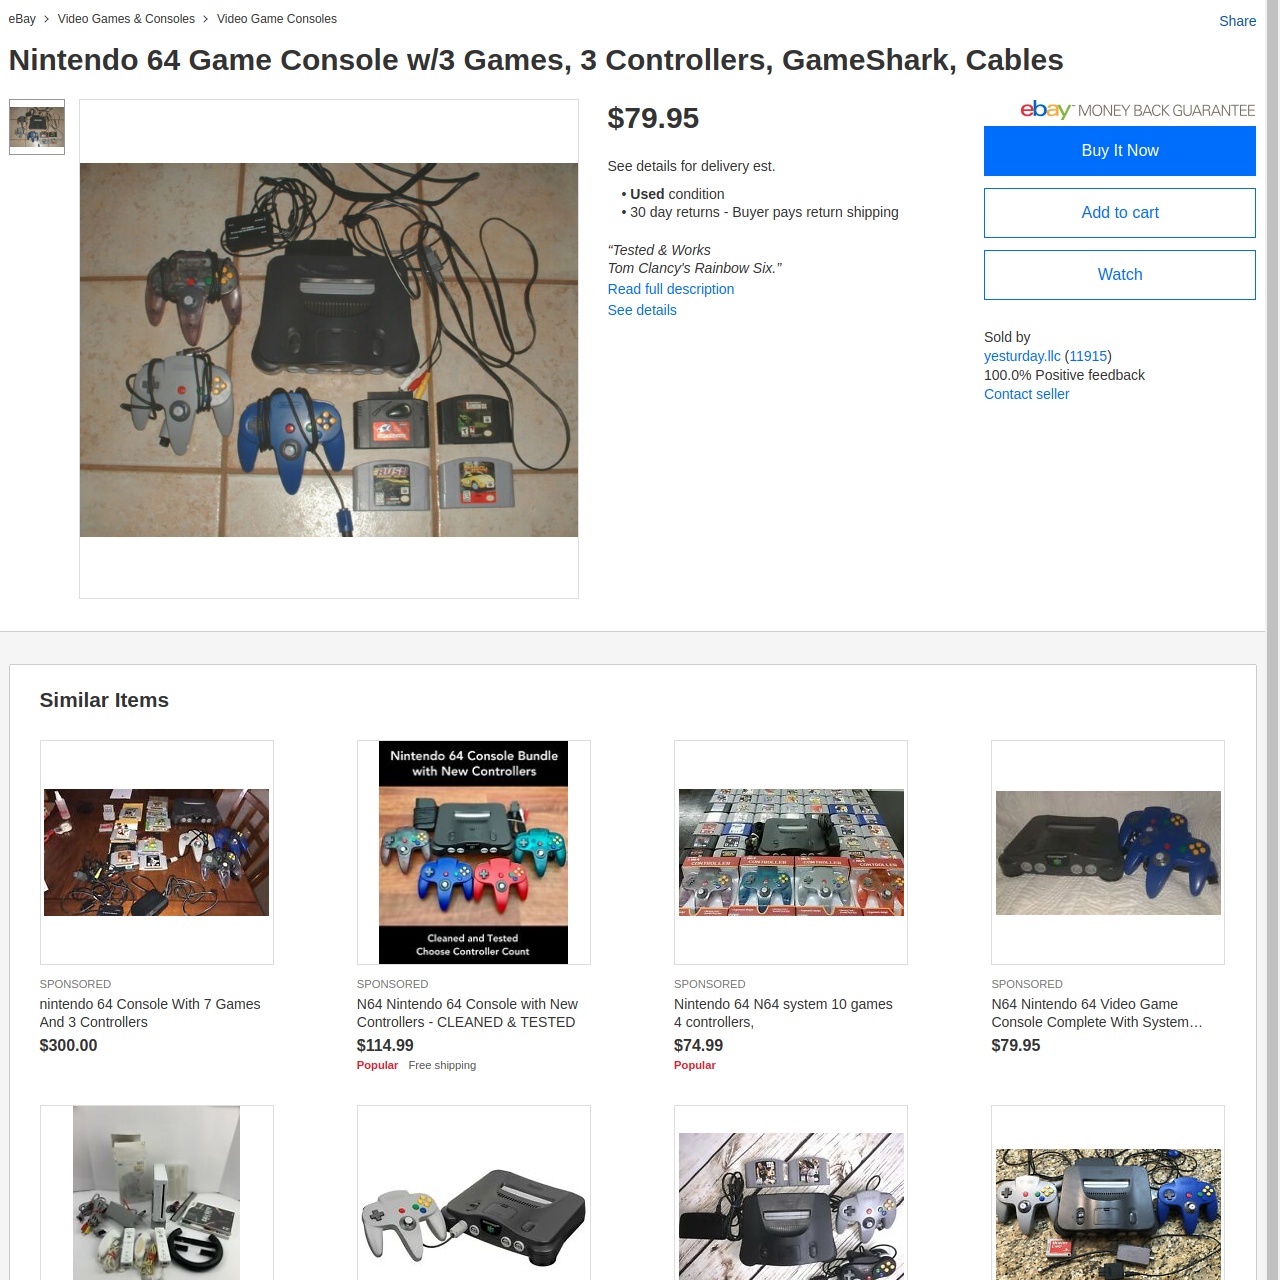 eBay > Video Games & Consoles > Video Game Consoles
Share
Nintendo 64 Game Console w/3 Games, 3 Controllers, GameShark, Cables
$79.95
See details for delivery est.
• Used condition
• 30 day returns - Buyer pays return shipping
“Tested & Works
Tom Clancy's Rainbow Six.”
Read full description
See details
ebay MONEY BACK GUARANTEE
Buy It Now
Add to cart
Watch
Sold by
yesturday.llc (11915)
100.0% Positive feedback
Contact seller
RUSH
Similar Items
Nintendo 64 Console Bundle
with New Controllers
Cleaned and Tested
Choose Controller Count
CONTROLLER CONTROLLER CONTROLLER
SPONSORED
nintendo 64 Console With 7 Games
And 3 Controllers
$300.00
SPONSORED
N64 Nintendo 64 Console with New
Controllers - CLEANED & TESTED
$114.99
Popular Free shipping
SPONSORED
Nintendo 64 N64 system 10 games
4 controllers,
$74.99
Popular
SPONSORED
N64 Nintendo 64 Video Game
Console Complete With System…
$79.95